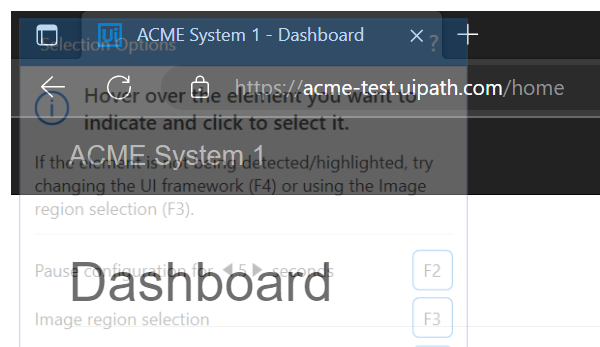 ACME System 1 - Dashboard
Selection Options
?
https://acme-test.uipath.com/home
Hover over the element you want to
indicate and click to select it.
ACME System 1
If the element is not being detected/highlighted, try
changing the UI framework (F4) or using the Image
region selection (F3).
Pause configuration for 5 seconds
F2
Dashboard
Image region selection
F3